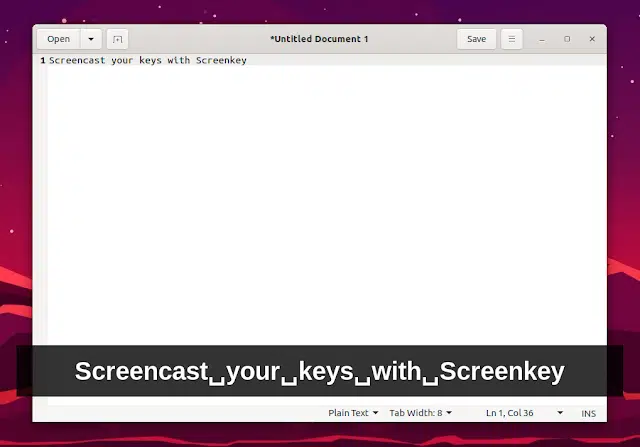 Open
*Untitled Document 1
Save
1 Screencast your keys with Screenkey
Screencast␣your␣keys␣with␣Screenkey
Plain Text
Tab Width: 8
Ln 1, Col 36
INS